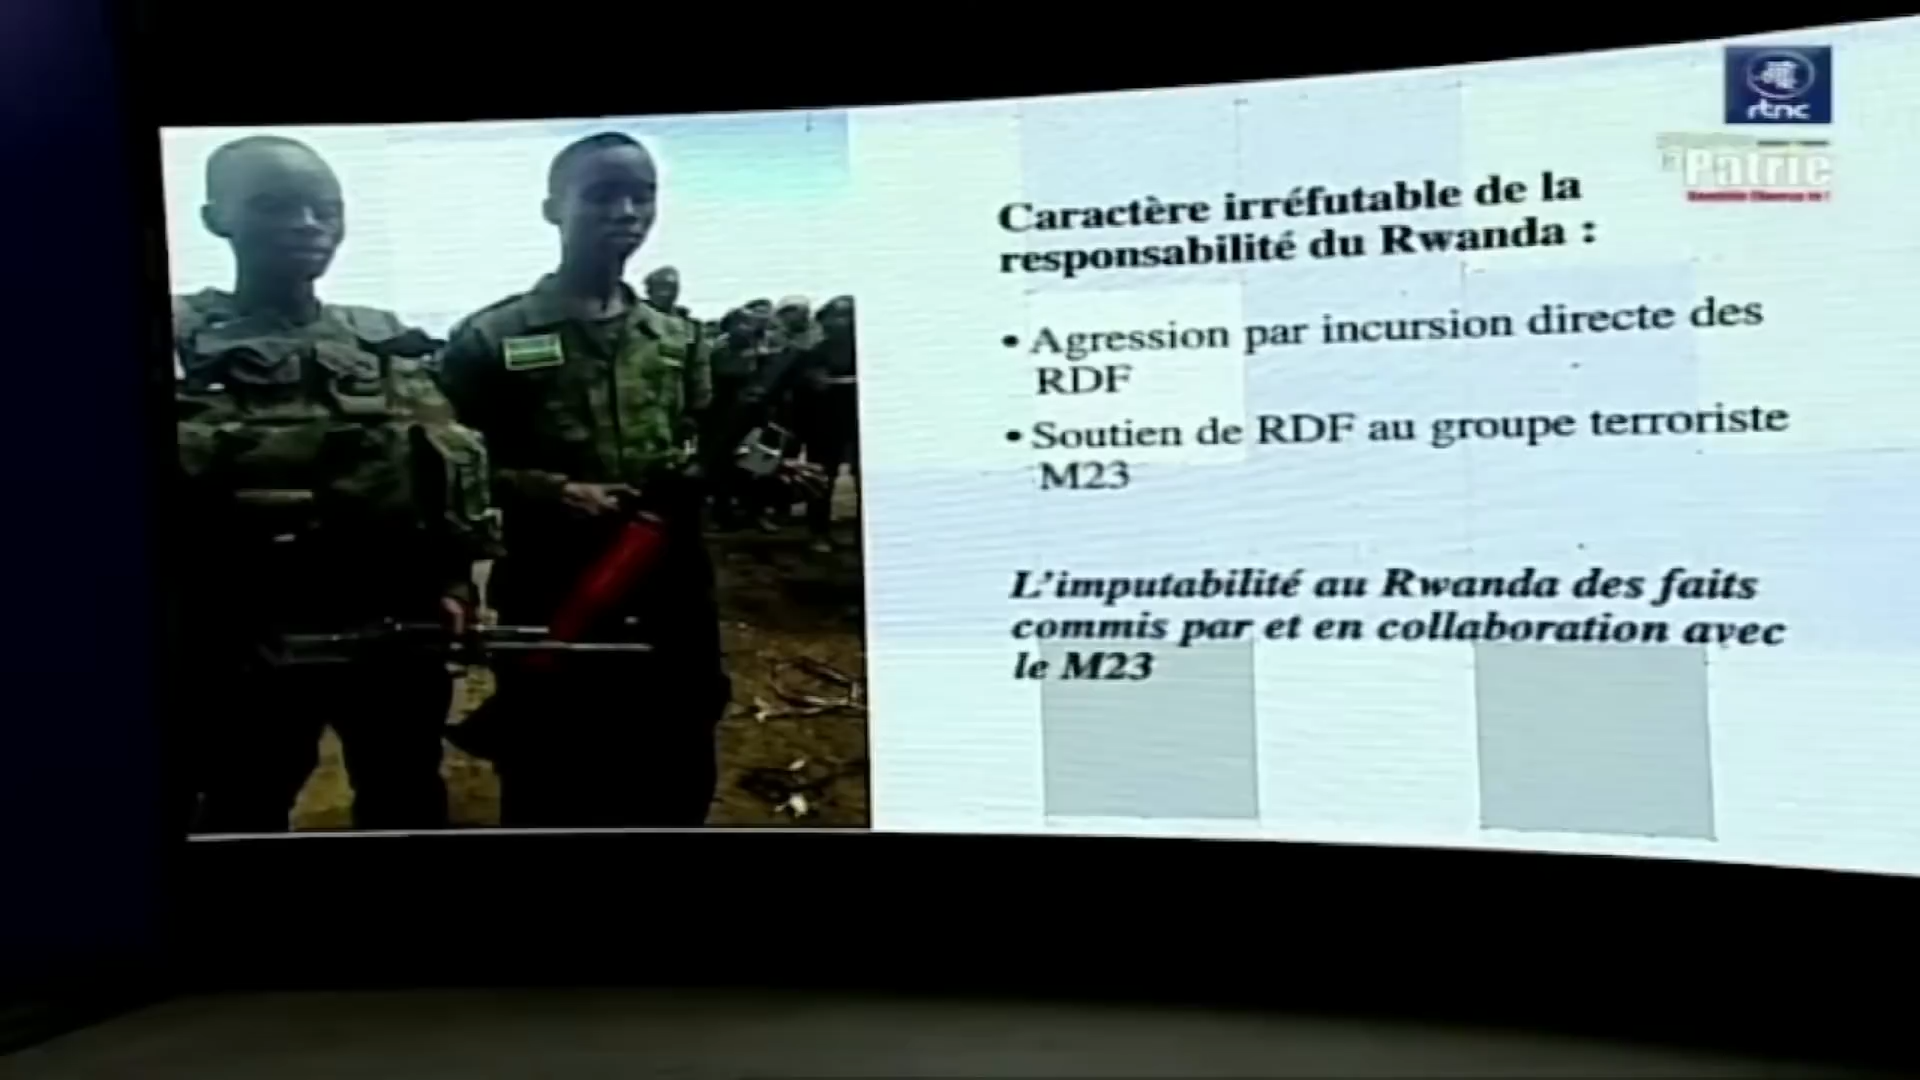 rtnc
Patrie
Caractère irréfutable de la
responsabilité du Rwanda :
• Agression par incursion directe des
RDF
• Soutien de RDF au groupe terroriste
M23
L'imputabilité au Rwanda des faits
commis par et en collaboration avec
le M23